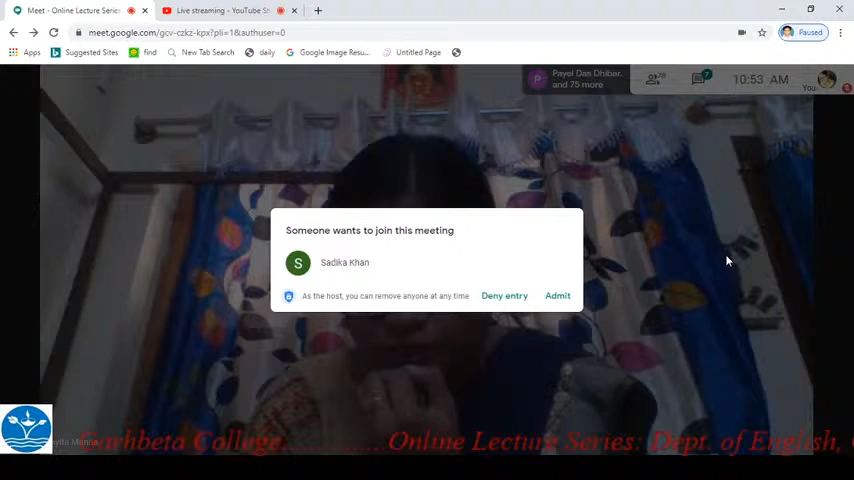 Meet - Online Lecture Series:
Live streaming - YouTube St
meet.google.com/gcv-czkz-kpx?pli=1&authuser=0
Paused
Apps
Suggested Sites
find
New Tab Search
daily
Google Image Resu...
Untitled Page
P
Payel Das Dhibar.
and 75 more
78
7
10:53 AM
You
Someone wants to join this meeting
S
Sadika Khan
As the host, you can remove anyone at any time
Deny entry
Admit
Manna
Garhbeta College................Online Lecture Series: Dept. of English,